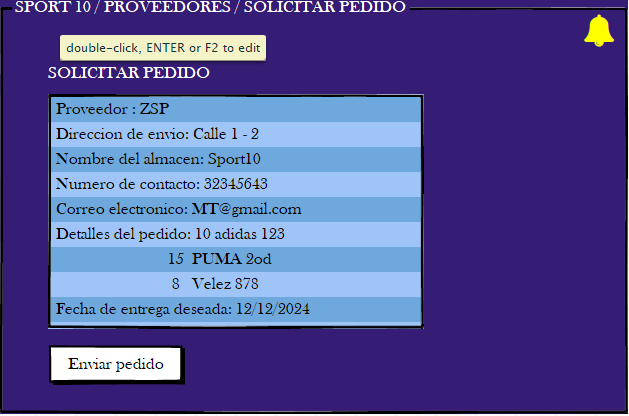 SPORT 10 / PROVEEDORES / SOLICITAR PEDIDO
double-click, ENTER or F2 to edit
SOLICITAR PEDIDO
Proveedor : ZSP
Direccion de envio: Calle 1 - 2
Nombre del almacen: Sport10
Numero de contacto: 32345643
Correo electronico: MT@gmail.com
Detalles del pedido: 10 adidas 123
15 PUMA 2od
8 Velez 878
Fecha de entrega deseada: 12/12/2024
Enviar pedido